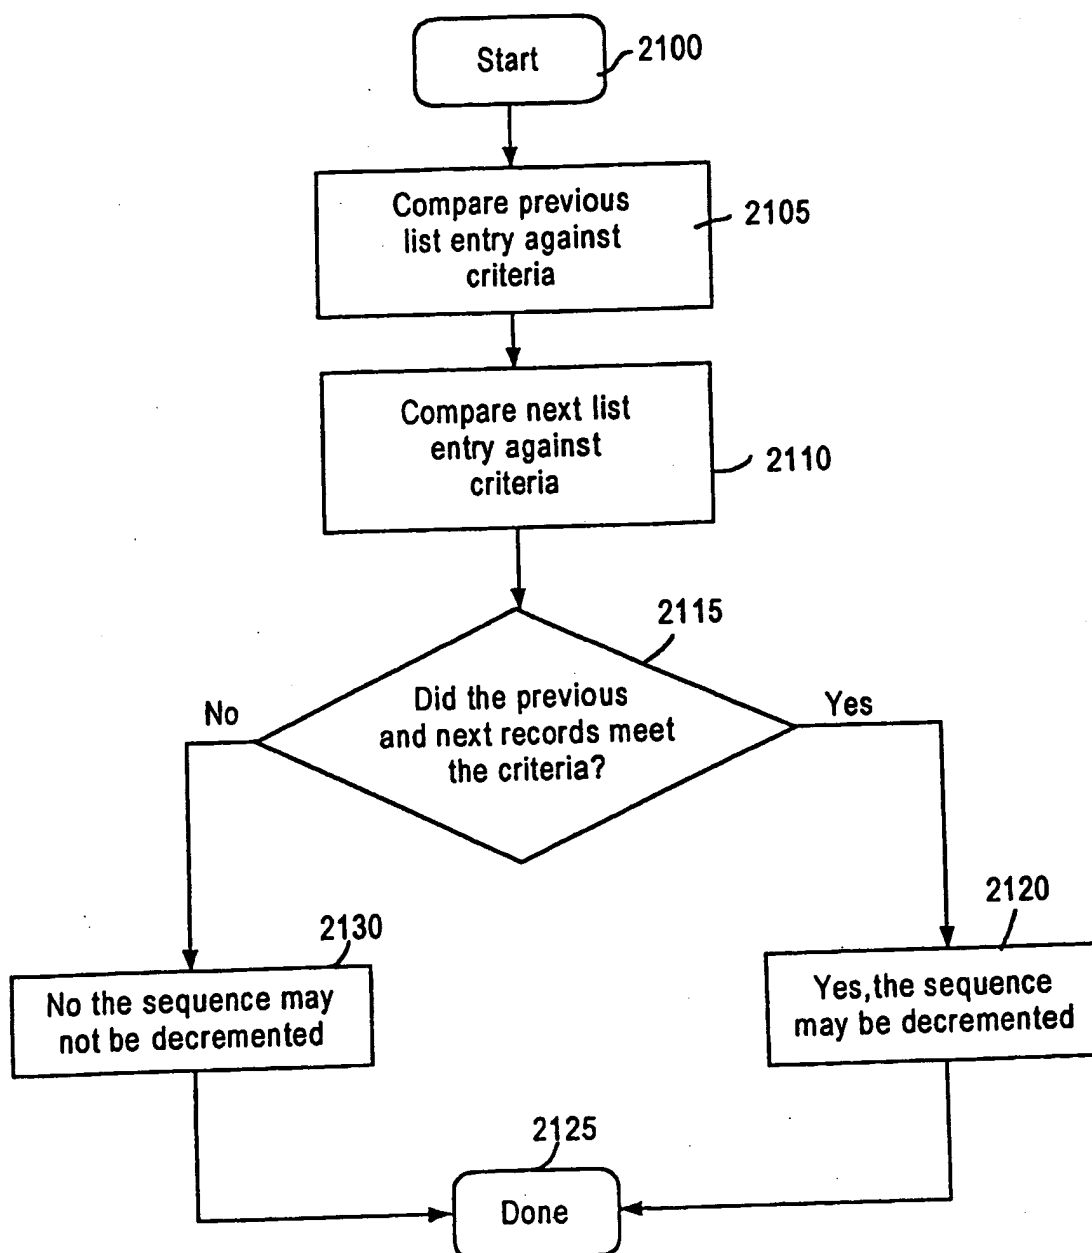 Start
2100
Compare previous
list entry against
criteria
2105
Compare next list
entry against
criteria
2110
2115
Did the previous
and next records meet
the criteria?
No
Yes
2130
No the sequence may
not be decremented
2120
Yes,the sequence
may be decremented
2125
Done